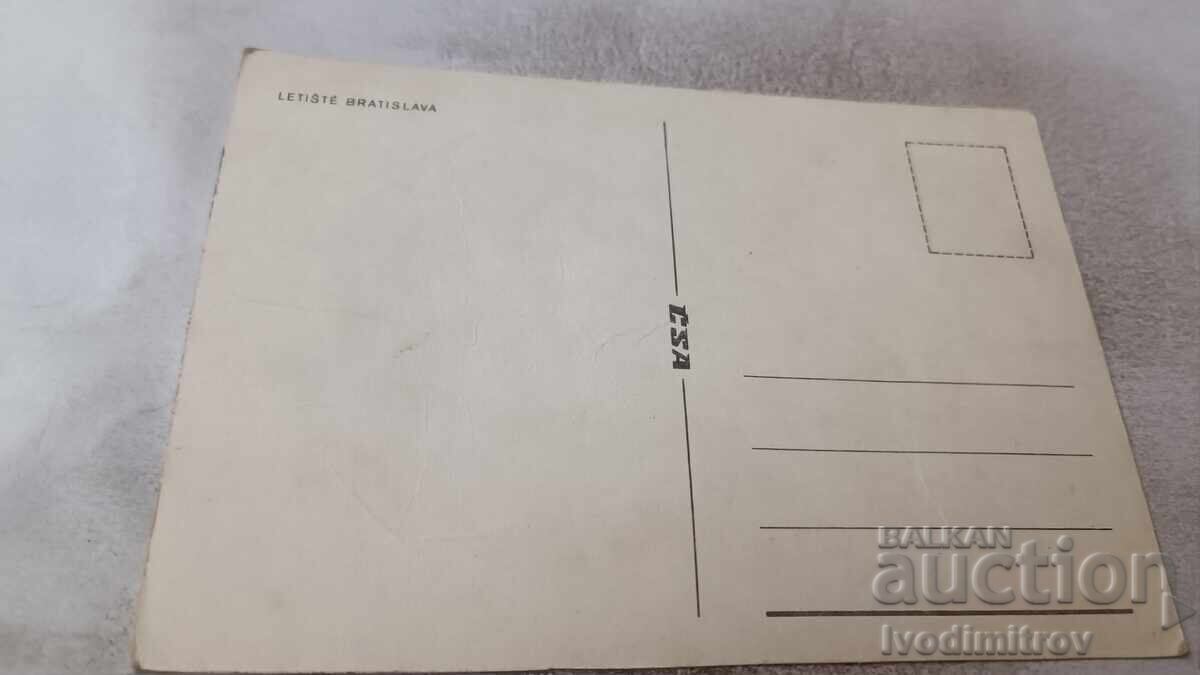 LETIŠTĚ BRATISLAVA
ČSA
BALKAN
auction
Ivodimitrov